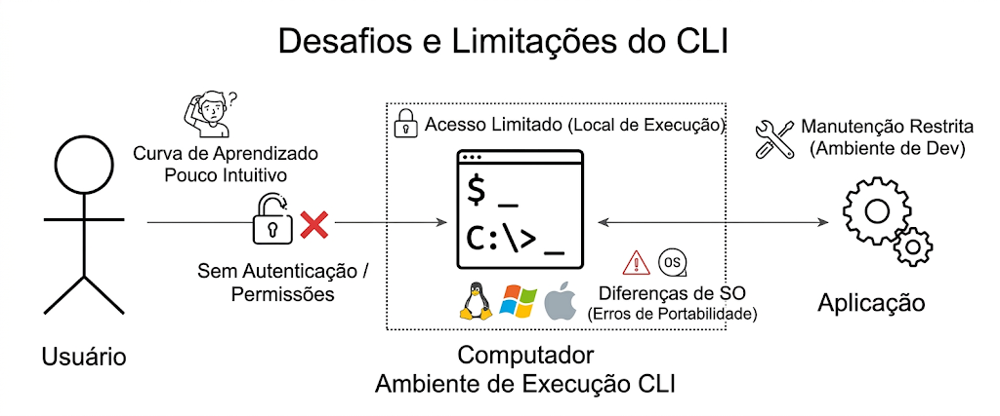 Desafios e Limitações do CLI
?
Curva de Aprendizado
Pouco Intuitivo
Sem Autenticação /
Permissões
Usuário
Acesso Limitado (Local de Execução)
$ _
C:\>_
OS
Diferenças de SO
(Erros de Portabilidade)
Computador
Ambiente de Execução CLI
Manutenção Restrita
(Ambiente de Dev)
Aplicação